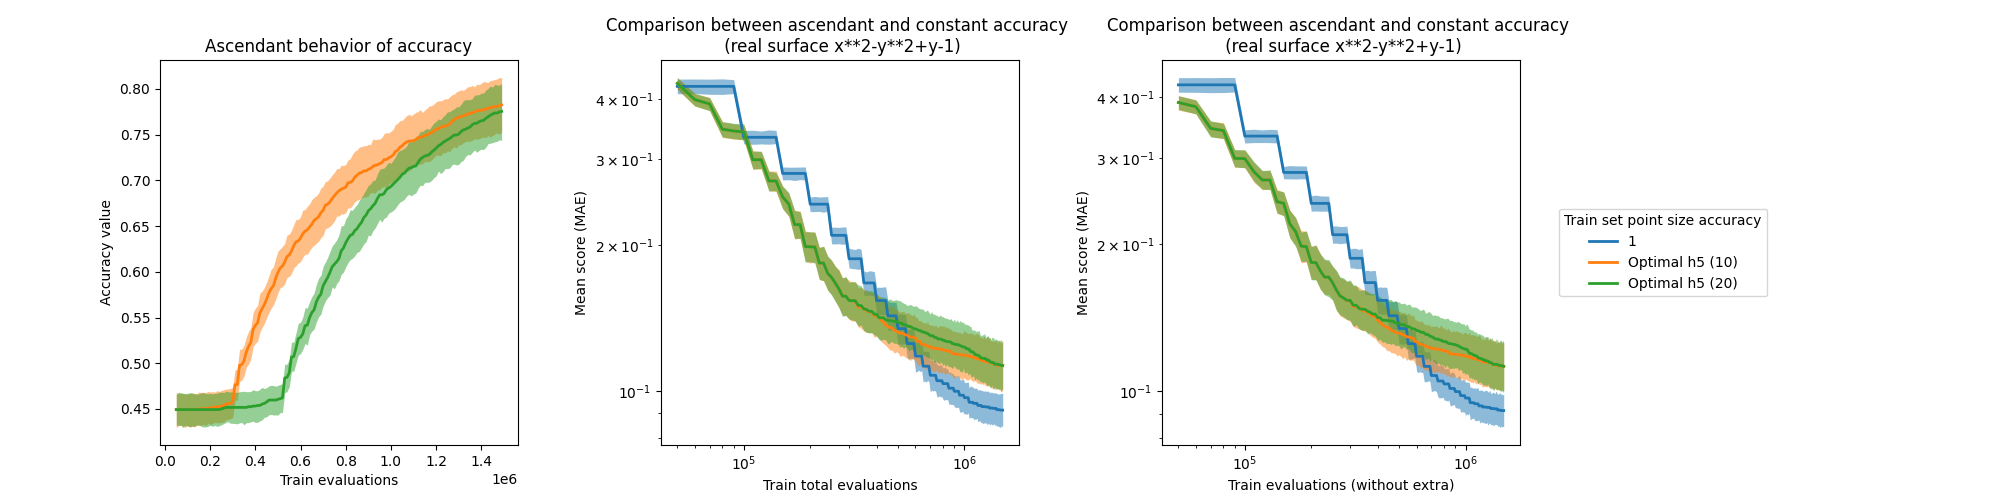 Ascendant behavior of accuracy
Accuracy value
0.80
0.75
0.70
0.65
0.60
0.55
0.50
0.45
0.0 0.2 0.4 0.6 0.8 1.0 1.2 1.4
1e6
Train evaluations
Comparison between ascendant and constant accuracy
(real surface x**2-y**2+y-1)
Mean score (MAE)
4 × 10⁻¹
3 × 10⁻¹
2 × 10⁻¹
10⁻¹
10⁵ 10⁶
Train total evaluations
Comparison between ascendant and constant accuracy
(real surface x**2-y**2+y-1)
Mean score (MAE)
4 × 10⁻¹
3 × 10⁻¹
2 × 10⁻¹
10⁻¹
10⁵ 10⁶
Train evaluations (without extra)
Train set point size accuracy
1
Optimal h5 (10)
Optimal h5 (20)